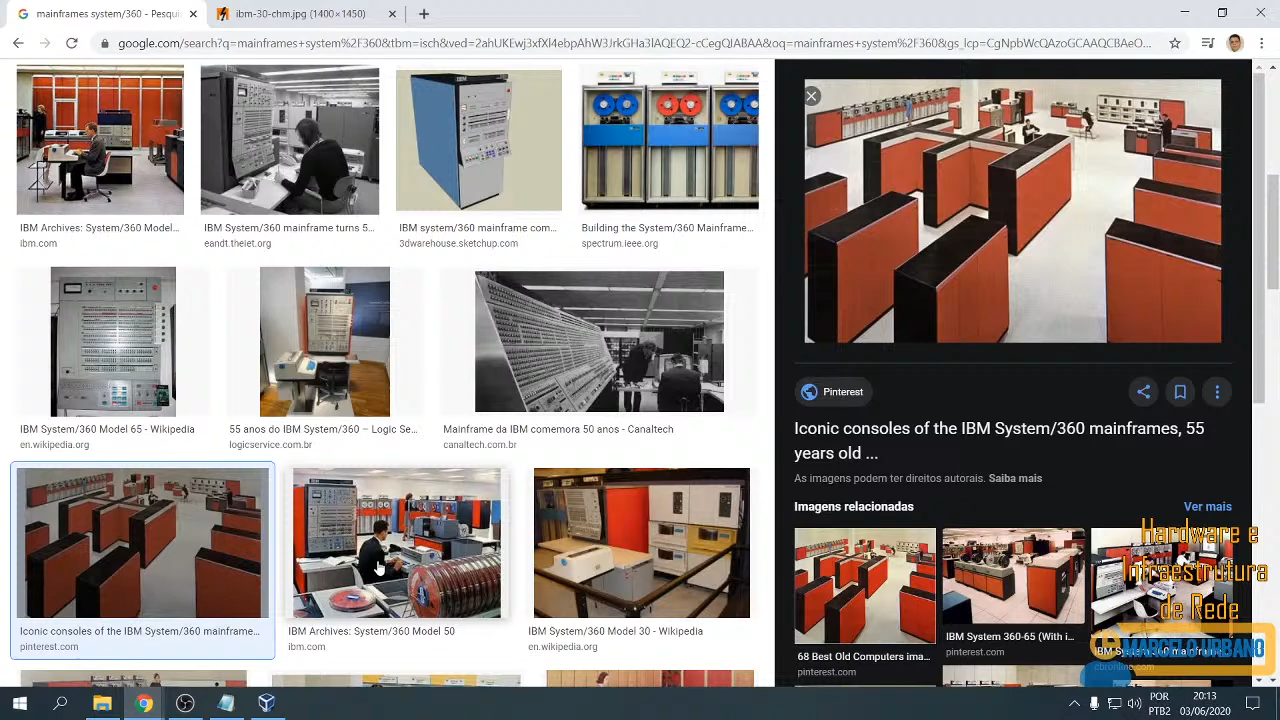 mainframes system/360 - Pesqui
ibm-30-chm.jpg (1400×1450)
google.com/search?q=mainframes+system%2F360&tbm=isch&ved=2ahUKEwj3xfXl4ebpAhW3JrkGHa3lAQEQ2-cCegQIABAA&oq=mainframes+system%2F360&gs_lcp=CgNpbWcQAzoGCAAQCBAeO...
IBM Archives: System/360 Model...
ibm.com
IBM System/360 mainframe turns 5...
eandt.theiet.org
IBM system mainframe com...
3dwarehouse.sketchup.com
Building the System/360 Mainframe...
spectrum.ieee.org
IBM System/360 Model 65 - Wikipedia
en.wikipedia.org
55 anos do IBM System/360 – Logic Se...
logicservice.com.br
Mainframe da IBM comemora 50 anos - Canaltech
canaltech.com.br
Iconic consoles of the IBM System/360 mainframe...
pinterest.com
IBM Archives: System/360 Model 50
ibm.com
IBM System/360 Model 30 - Wikipedia
en.wikipedia.org
Pinterest
Iconic consoles of the IBM System/360 mainframes, 55
years old ...
As imagens podem ter direitos autorais. Saiba mais
Imagens relacionadas
Ver mais
68 Best Old Computers ima...
pinterest.com
IBM System 360-65 (With i...
pinterest.com
IBM System 360 mainframe
cbronline.com
Hardware e
Infraestrutura
de Rede
MARCELO URBANO
POR
PTB2
20:13
03/06/2020